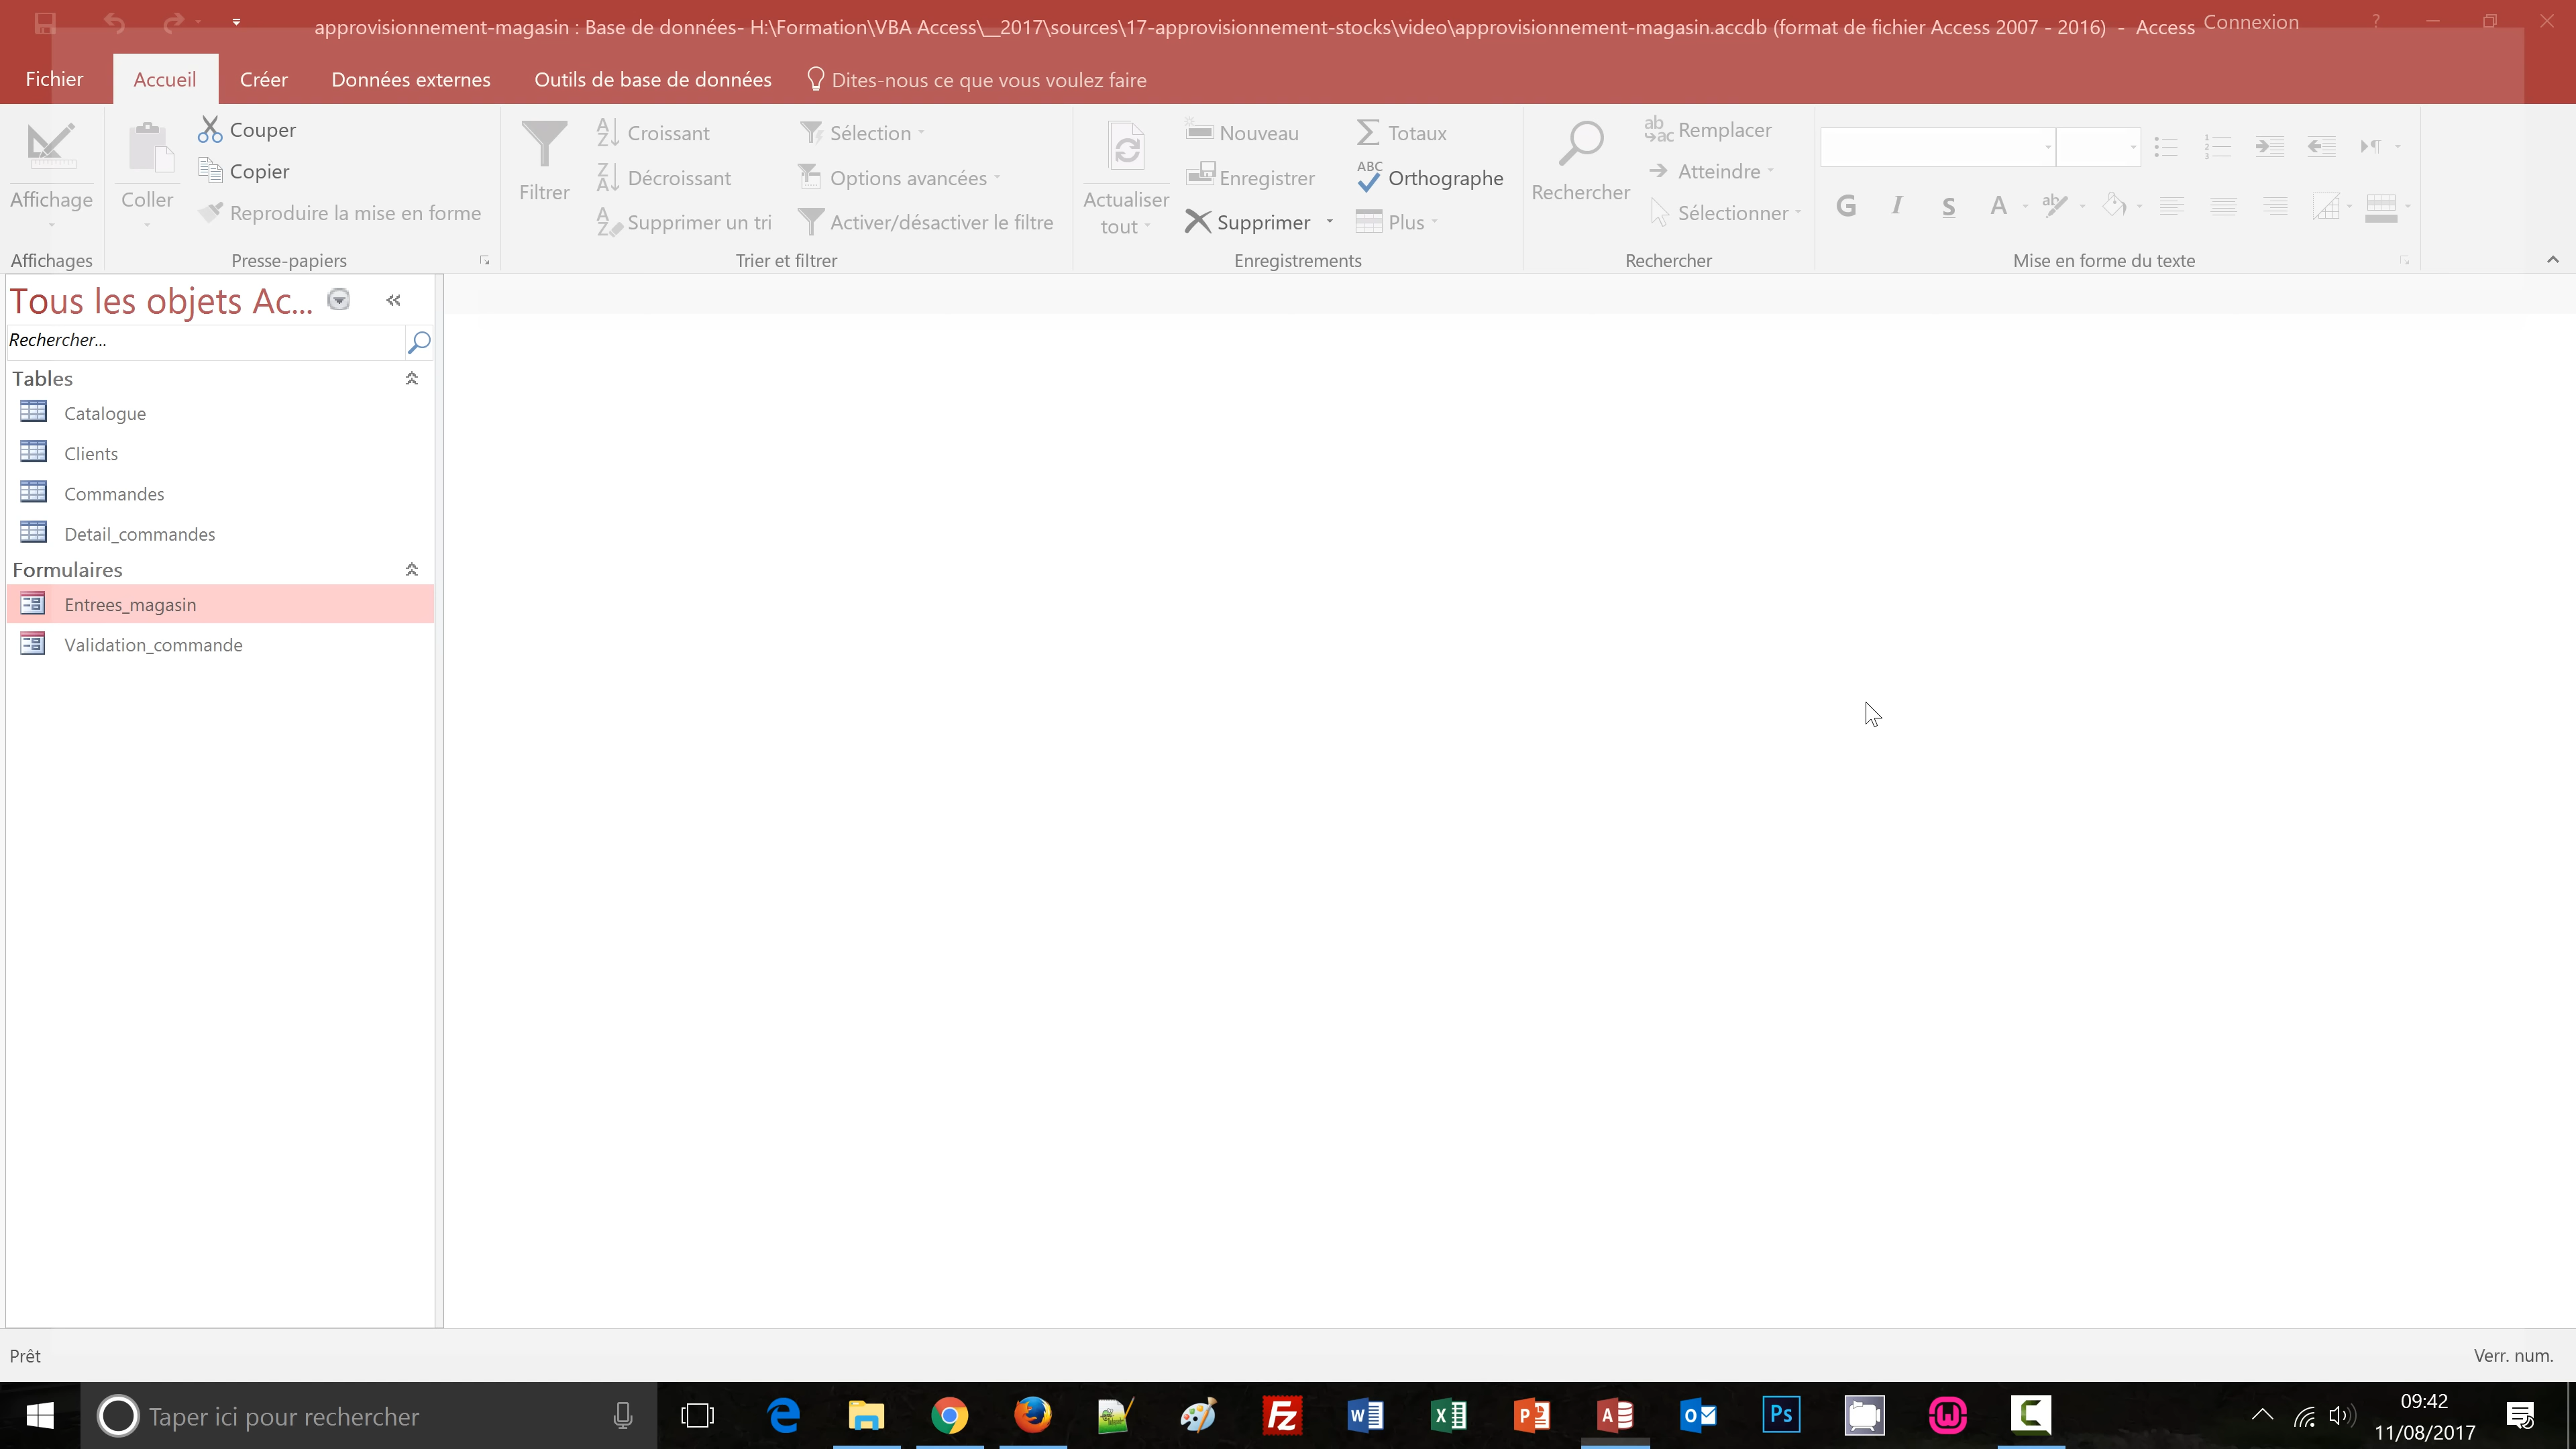 approvisionnement-magasin : Base de données- H:\Formation\VBA Access\__2017\sources\17-approvisionnement-stocks\video\approvisionnement-magasin.accdb (format de fichier Access 2007 - 2016) - Access
Connexion
?
Fichier
Accueil
Créer
Données externes
Outils de base de données
Dites-nous ce que vous voulez faire
Affichage
Affichages
Coller
Couper
Copier
Reproduire la mise en forme
Presse-papiers
Filtrer
Croissant
Décroissant
Supprimer un tri
Sélection
Options avancées
Activer/désactiver le filtre
Trier et filtrer
Actualiser
tout
Nouveau
Enregistrer
Supprimer
Totaux
Orthographe
Plus
Enregistrements
Rechercher
Remplacer
Atteindre
Sélectionner
Rechercher
G I S A
Mise en forme du texte
Tous les objets Ac...
Rechercher...
Tables
Catalogue
Clients
Commandes
Detail_commandes
Formulaires
Entrees_magasin
Validation_commande
Prêt
Verr. num.
Taper ici pour rechercher
09:42
11/08/2017